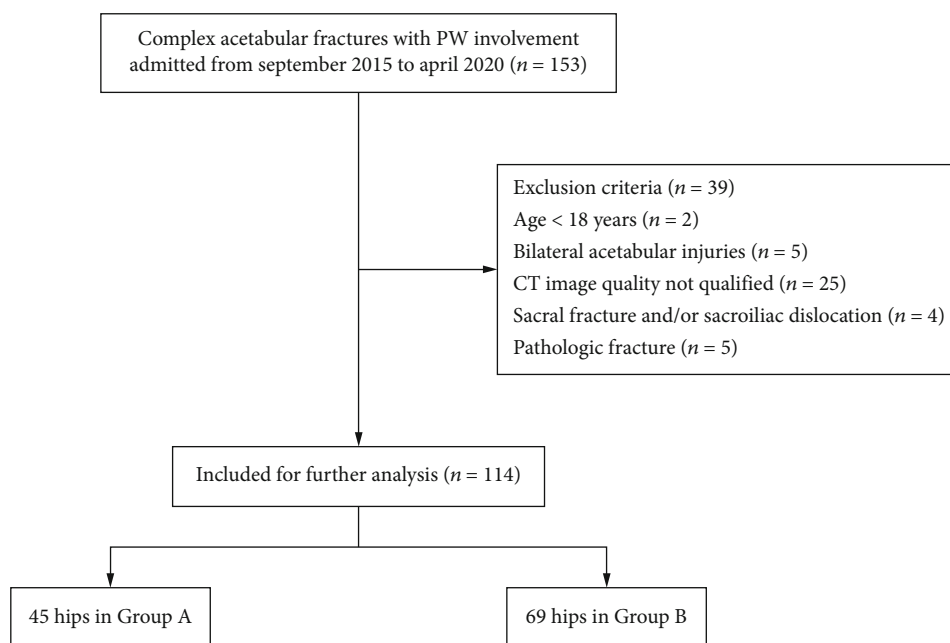 Complex acetabular fractures with PW involvement
admitted from september 2015 to april 2020 (n = 153)
Exclusion criteria (n = 39)
Age < 18 years (n = 2)
Bilateral acetabular injuries (n = 5)
CT image quality not qualified (n = 25)
Sacral fracture and/or sacroiliac dislocation (n = 4)
Pathologic fracture (n = 5)
Included for further analysis (n = 114)
45 hips in Group A
69 hips in Group B